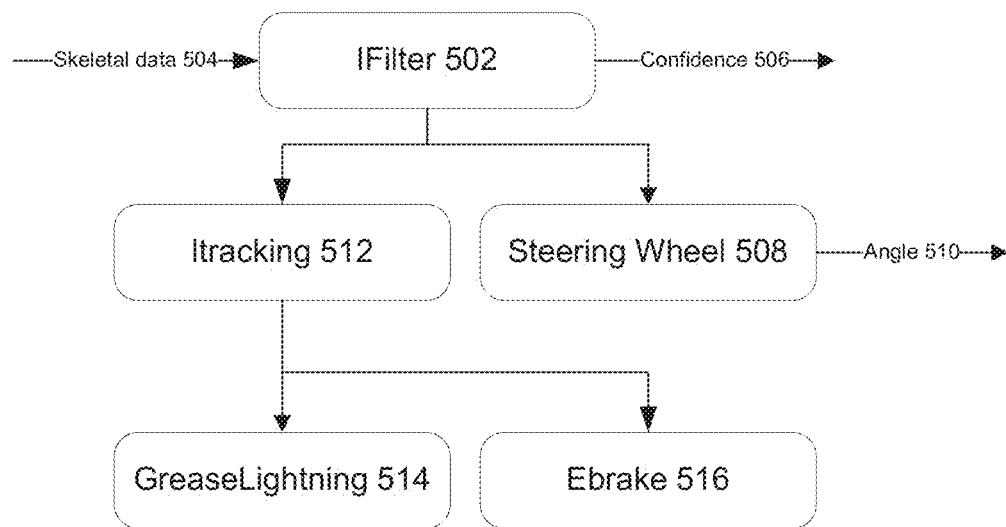 Skeletal data 504
IFilter 502
Confidence 506
Itracking 512
Steering Wheel 508
Angle 510
GreaseLightning 514
Ebrake 516